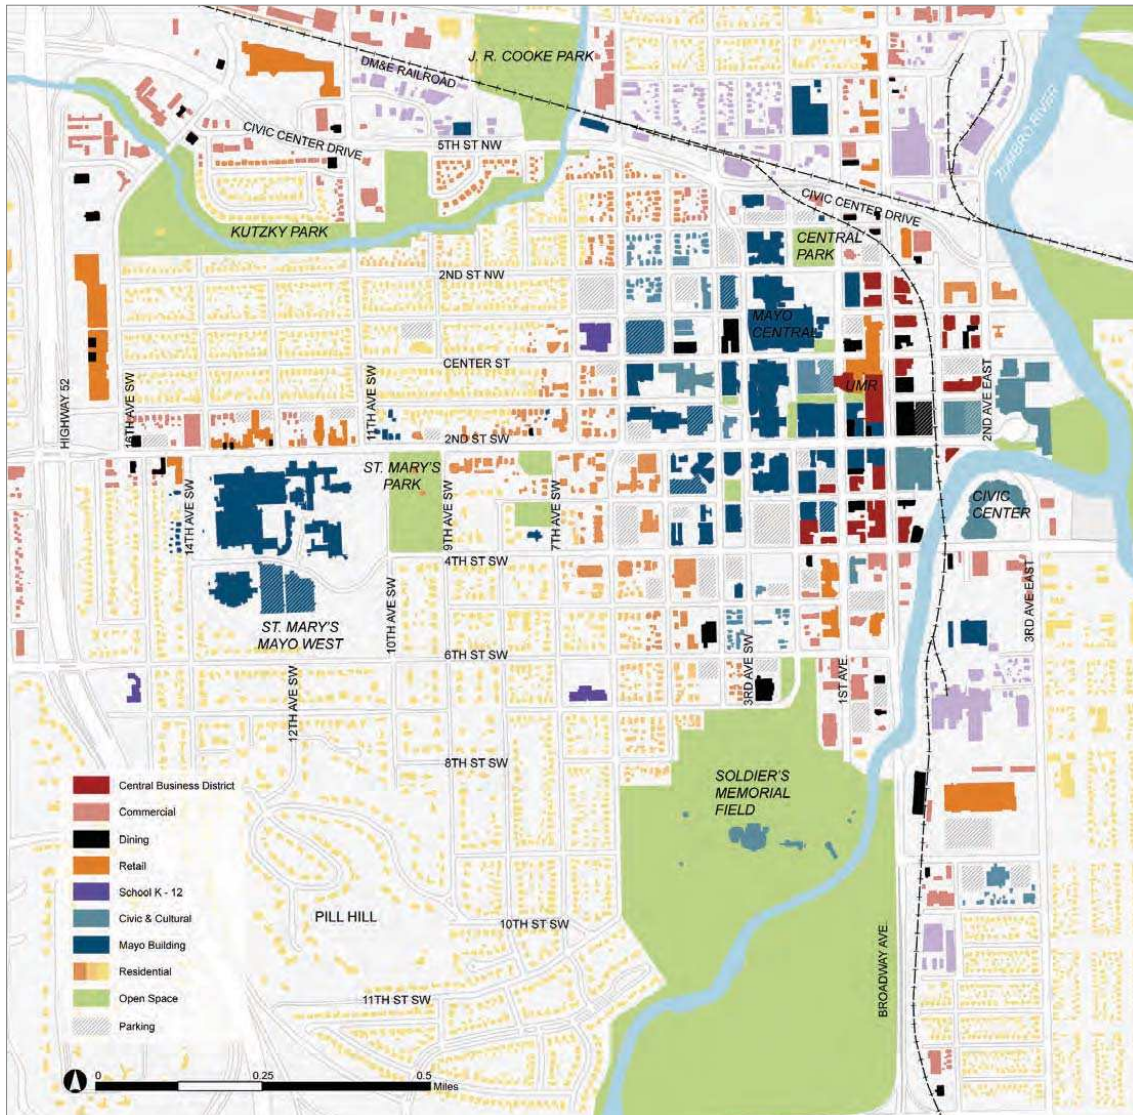 J. R. COOKE PARK
DM&E RAILROAD
CIVIC CENTER DRIVE
5TH ST NW
ZUMBRO RIVER
CIVIC CENTER DRIVE
KUTZKY PARK
CENTRAL
PARK
2ND ST NW
MAYO
CENTRAL
CENTER ST
UMR
HIGHWAY 52
16TH AVE SW
11TH AVE SW
2ND AVE EAST
2ND ST SW
ST. MARY'S
PARK
14TH AVE SW
9TH AVE SW
7TH AVE SW
CIVIC
CENTER
4TH ST SW
ST. MARY'S
MAYO WEST
10TH AVE SW
3RD AVE EAST
6TH ST SW
12TH AVE SW
3RD AVE SW
1ST AVE.
8TH ST SW
SOLDIER'S
MEMORIAL
FIELD
Central Business District
Commercial
Dining
Retail
School K - 12
Civic & Cultural
Mayo Building
Residential
Open Space
Parking
PILL HILL
10TH ST SW
BROADWAY AVE.
11TH ST SW
0
0.25
0.5
Miles